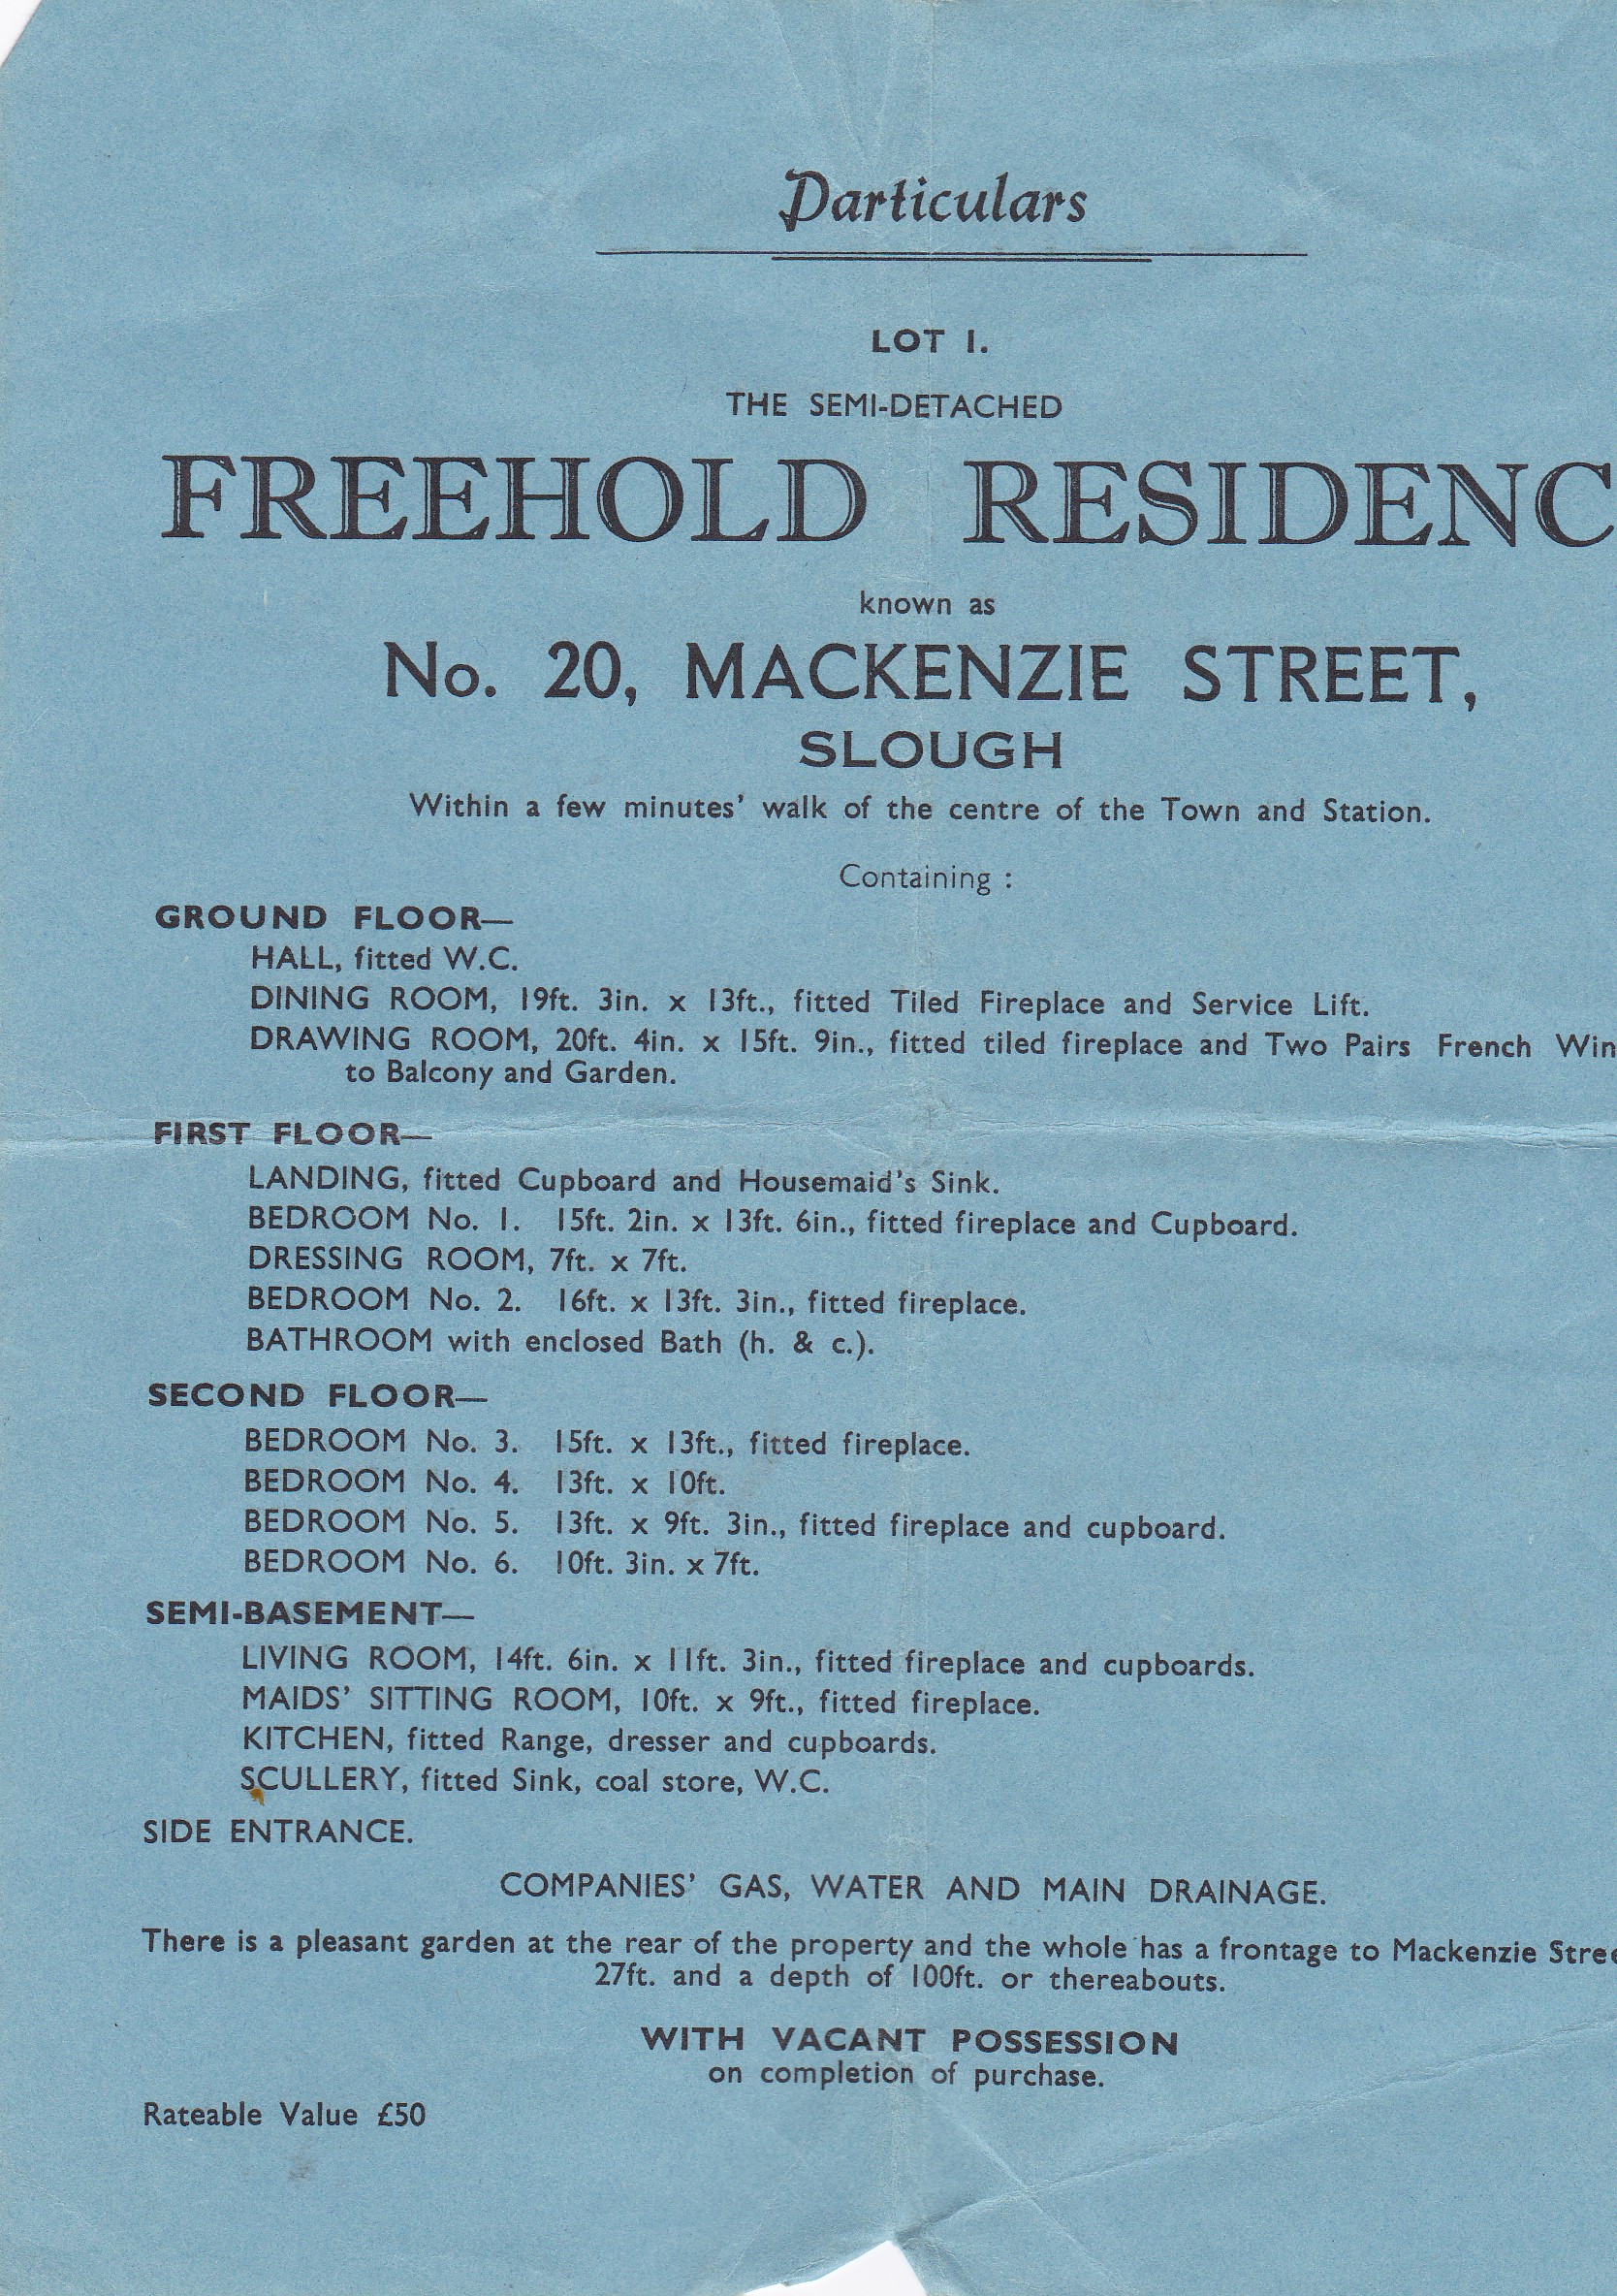 Particulars
LOT 1.
THE SEMI-DETACHED
FREEHOLD RESIDENC
known as
No. 20, MACKENZIE STREET,
SLOUGH
Within a few minutes' walk of the centre of the Town and Station.
Containing :
GROUND FLOOR—
HALL, fitted W.C.
DINING ROOM, 19ft. 3in. x 13ft., fitted Tiled Fireplace and Service Lift.
DRAWING ROOM, 20ft. 4in. x 15ft. 9in., fitted tiled fireplace and Two Pairs French Win
to Balcony and Garden.
FIRST FLOOR—
LANDING, fitted Cupboard and Housemaid's Sink.
BEDROOM No. 1. 15ft. 2in. x 13ft. 6in., fitted fireplace and Cupboard.
DRESSING ROOM, 7ft. x 7ft.
BEDROOM No. 2. 16ft. x 13ft. 3in., fitted fireplace.
BATHROOM with enclosed Bath (h. & c.).
SECOND FLOOR—
BEDROOM No. 3. 15ft. x 13ft., fitted fireplace.
BEDROOM No. 4. 13ft. x 10ft.
BEDROOM No. 5. 13ft. x 9ft. 3in., fitted fireplace and cupboard.
BEDROOM No. 6. 10ft. 3in. x 7ft.
SEMI-BASEMENT—
LIVING ROOM, 14ft. 6in. x 11ft. 3in., fitted fireplace and cupboards.
MAIDS' SITTING ROOM, 10ft. x 9ft., fitted fireplace.
KITCHEN, fitted Range, dresser and cupboards.
SCULLERY, fitted Sink, coal store, W.C.
SIDE ENTRANCE.
COMPANIES' GAS, WATER AND MAIN DRAINAGE.
There is a pleasant garden at the rear of the property and the whole has a frontage to Mackenzie Stree
27ft. and a depth of 100ft. or thereabouts.
WITH VACANT POSSESSION
on completion of purchase.
Rateable Value £50